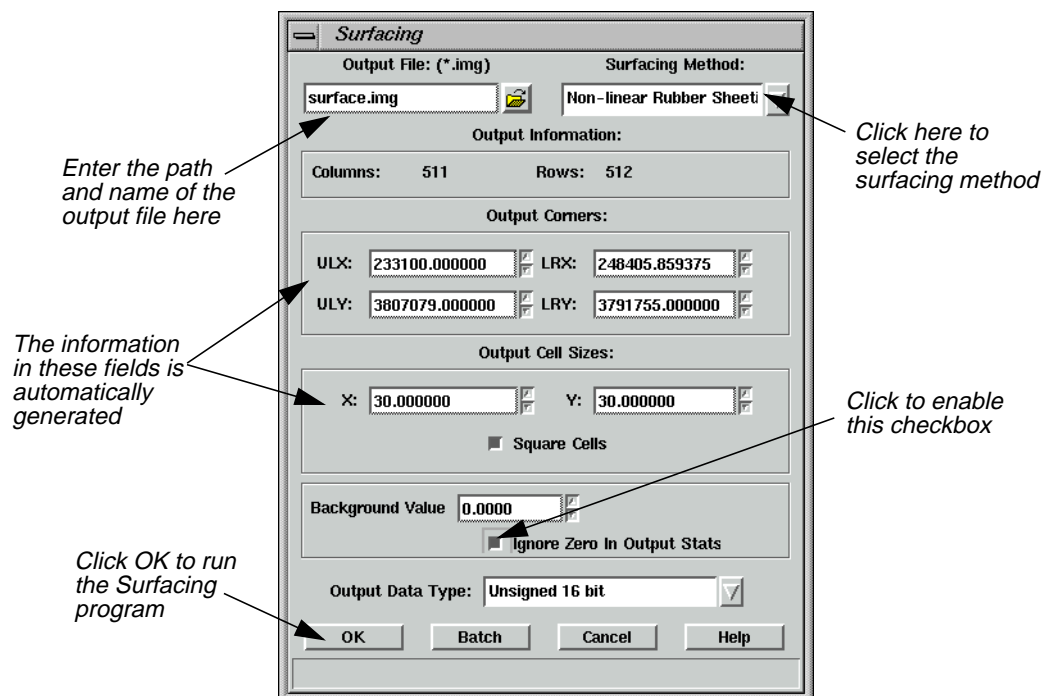 Surfacing
Output File: (*.img) Surfacing Method:
surface.img Non-linear Rubber Sheeti
Output Information:
Columns: 511 Rows: 512
Output Corners:
ULX: 233100.000000 LRX: 248405.859375
ULY: 3807079.000000 LRY: 3791755.000000
Output Cell Sizes:
X: 30.000000 Y: 30.000000
Square Cells
Background Value 0.0000
Ignore Zero In Output Stats
Output Data Type: Unsigned 16 bit
OK Batch Cancel Help
Enter the path
and name of the
output file here
Click here to
select the
surfacing method
The information
in these fields is
automatically
generated
Click to enable
this checkbox
Click OK to run
the Surfacing
program